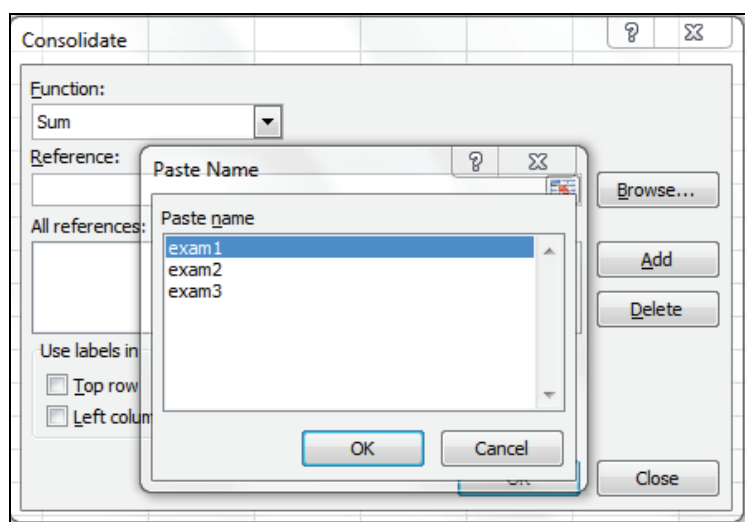 Consolidate
Function:
Sum
Reference:
Paste Name
Browse...
All references:
Paste name
exam1
exam2
exam3
Add
Delete
Use labels in
Top row
Left colum
OK
Cancel
OK
Close